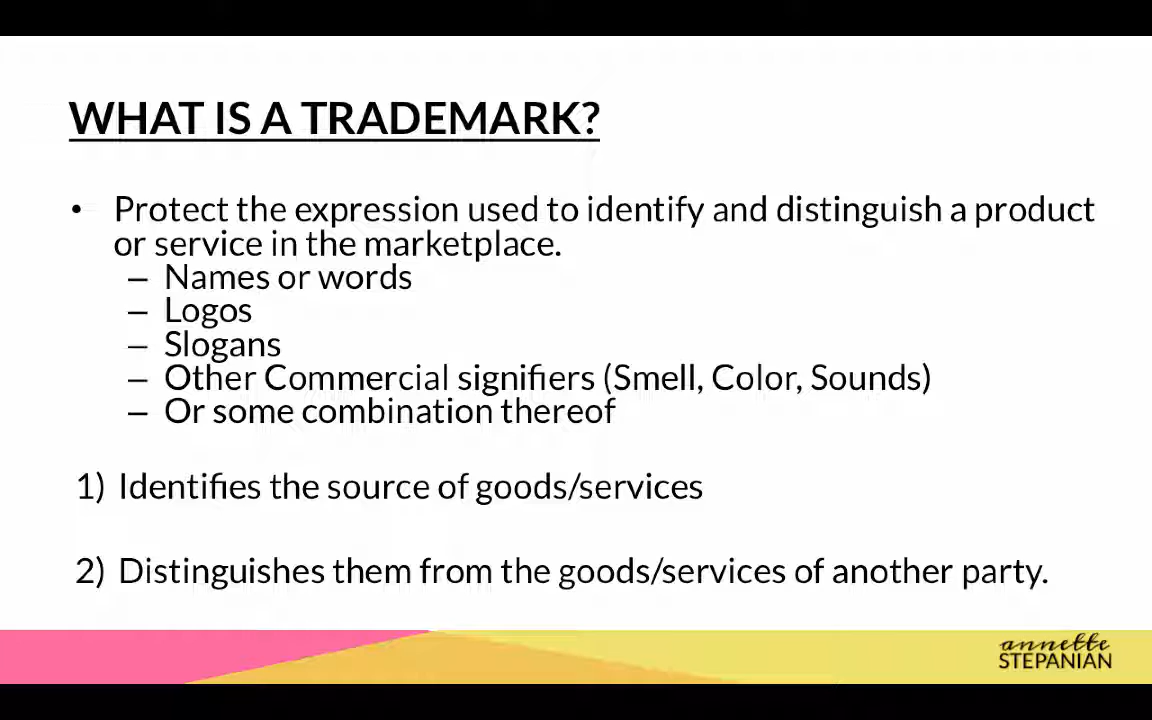 WHAT IS A TRADEMARK?
• Protect the expression used to identify and distinguish a product
or service in the marketplace.
– Names or words
– Logos
– Slogans
– Other Commercial signifiers (Smell, Color, Sounds)
– Or some combination thereof
1) Identifies the source of goods/services
2) Distinguishes them from the goods/services of another party.
annette
STEPANIAN